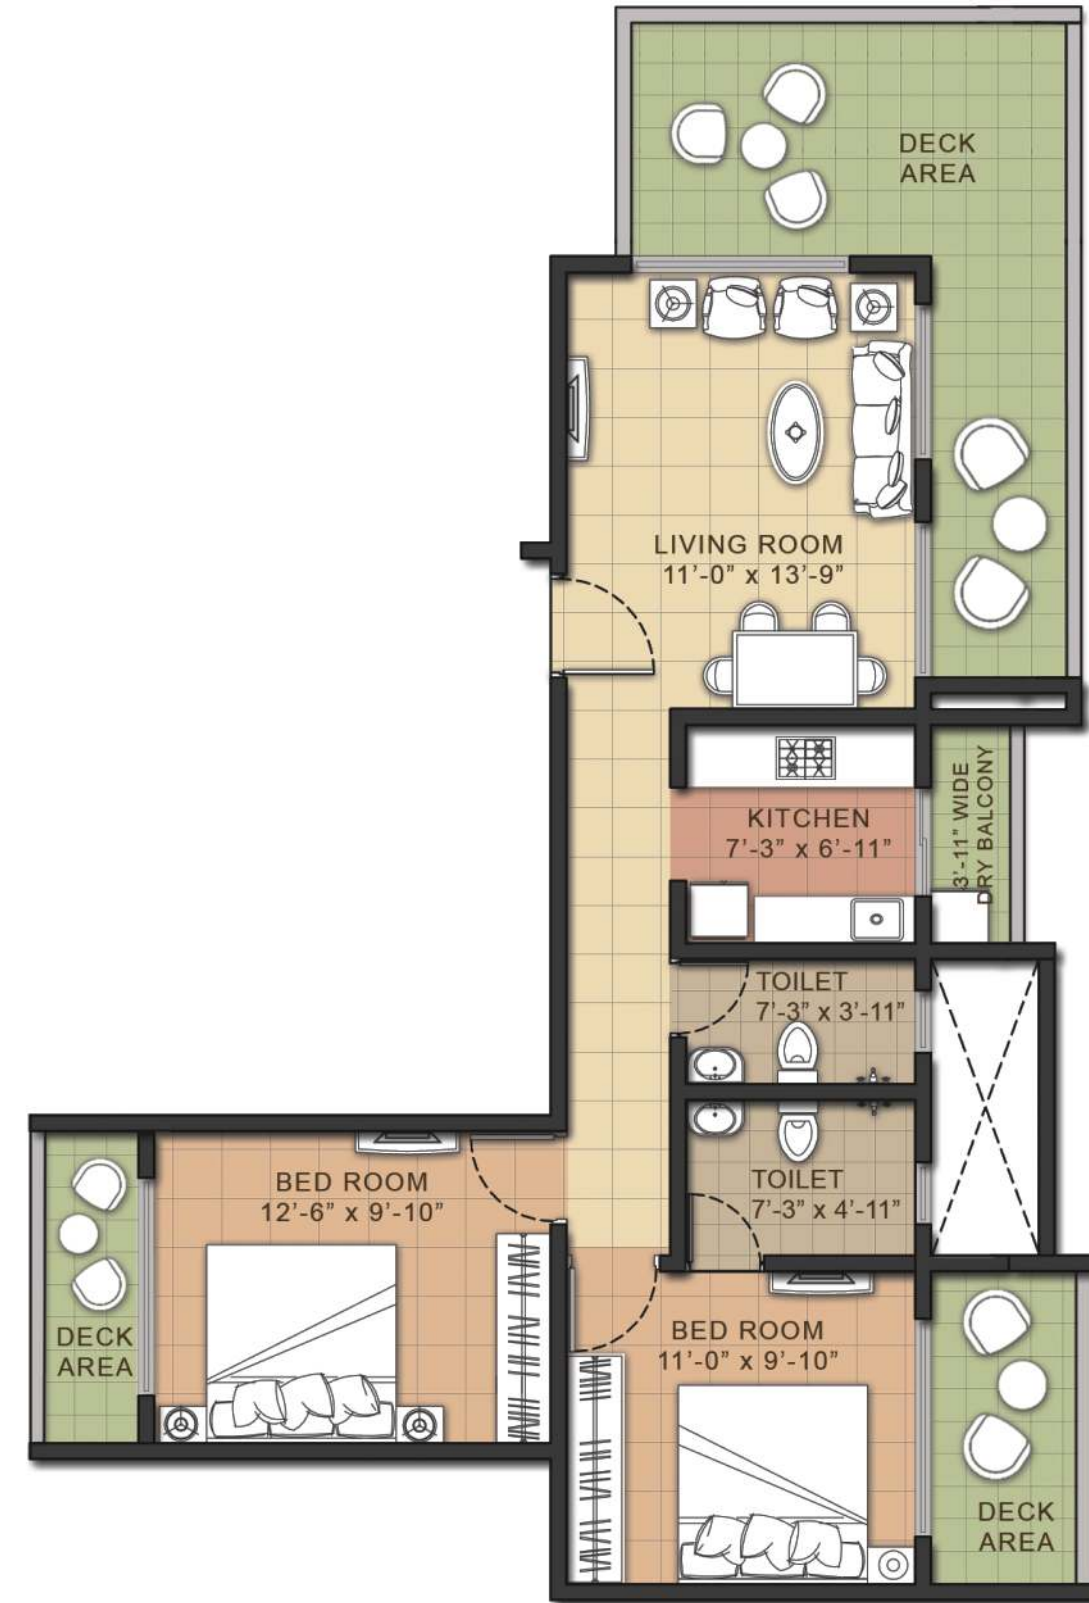 DECK
AREA
LIVING ROOM
11’-0” x 13’-9”
KITCHEN
7’-3” x 6’-11”
3’-11” WIDE
DRY BALCONY
TOILET
7’-3” x 3’-11”
TOILET
7’-3” x 4’-11”
BED ROOM
12’-6” x 9’-10”
DECK
AREA
BED ROOM
11’-0” x 9’-10”
DECK
AREA